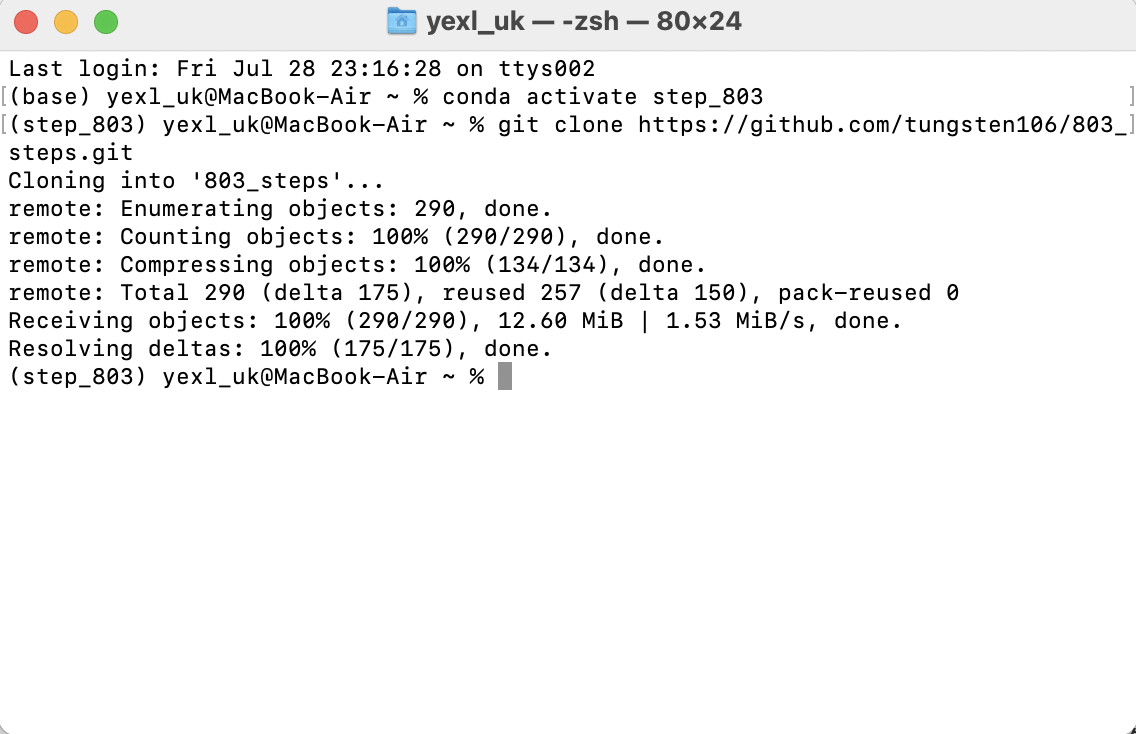 yexl_uk — -zsh — 80×24
Last login: Fri Jul 28 23:16:28 on ttys002
[(base) yexl_uk@MacBook-Air ~ % conda activate step_803 ]
[(step_803) yexl_uk@MacBook-Air ~ % git clone https://github.com/tungsten106/803_]
steps.git
Cloning into '803_steps'...
remote: Enumerating objects: 290, done.
remote: Counting objects: 100% (290/290), done.
remote: Compressing objects: 100% (134/134), done.
remote: Total 290 (delta 175), reused 257 (delta 150), pack-reused 0
Receiving objects: 100% (290/290), 12.60 MiB | 1.53 MiB/s, done.
Resolving deltas: 100% (175/175), done.
(step_803) yexl_uk@MacBook-Air ~ %